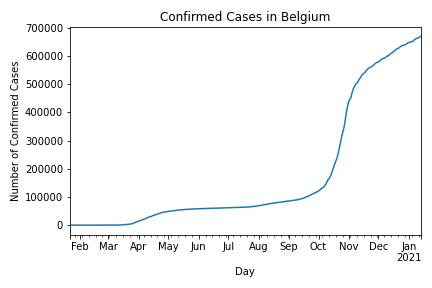 Confirmed Cases in Belgium
700000
600000
500000
400000
300000
200000
100000
0
Number of Confirmed Cases
Feb Mar Apr May Jun Jul Aug Sep Oct Nov Dec Jan
2021
Day